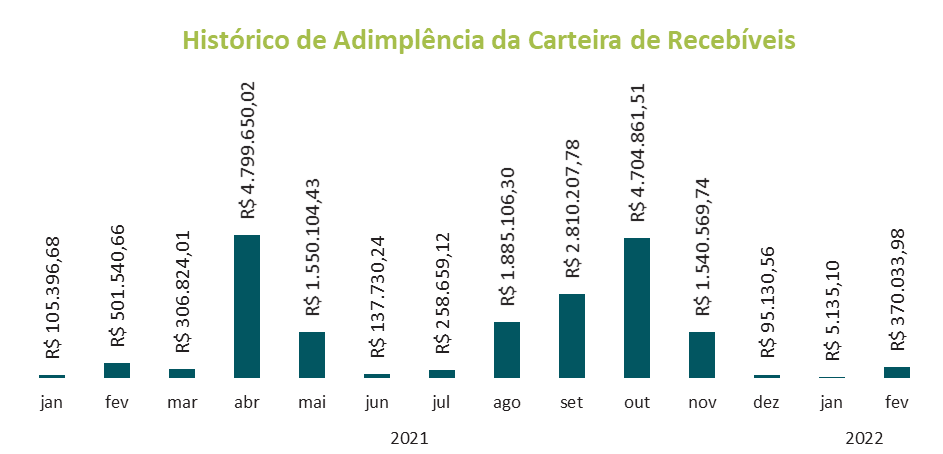 Histórico de Adimplência da Carteira de Recebíveis
R$ 105.396,68
R$ 501.540,66
R$ 306.824,01
R$ 4.799.650,02
R$ 1.550.104,43
R$ 137.730,24
R$ 258.659,12
R$ 1.885.106,30
R$ 2.810.207,78
R$ 4.704.861,51
R$ 1.540.569,74
R$ 95.130,56
R$ 5.135,10
R$ 370.033,98
jan fev mar abr mai jun jul ago set out nov dez jan fev
2021 2022